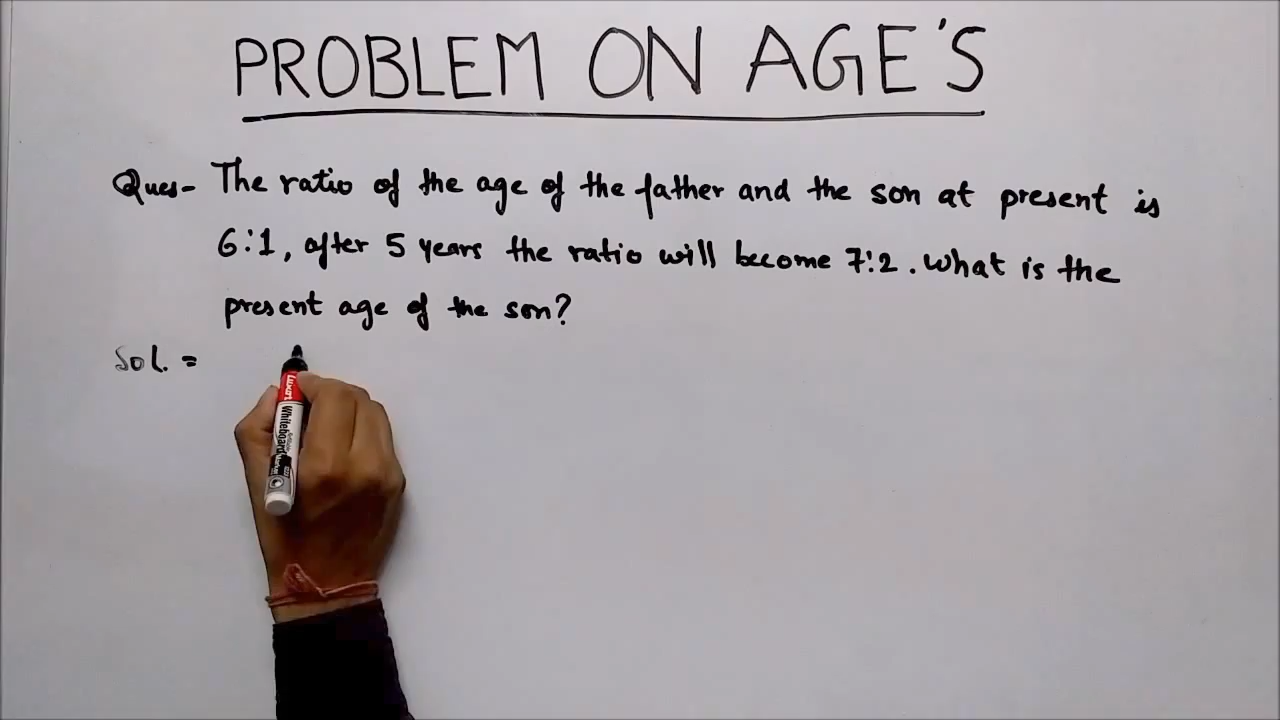 PROBLEM ON AGE'S
Ques- The ratio of the age of the father and the son at present is
6:1, after 5 years the ratio will become 7:2. What is the
present age of the son?
Sol. =
Luxor
Whiteboard